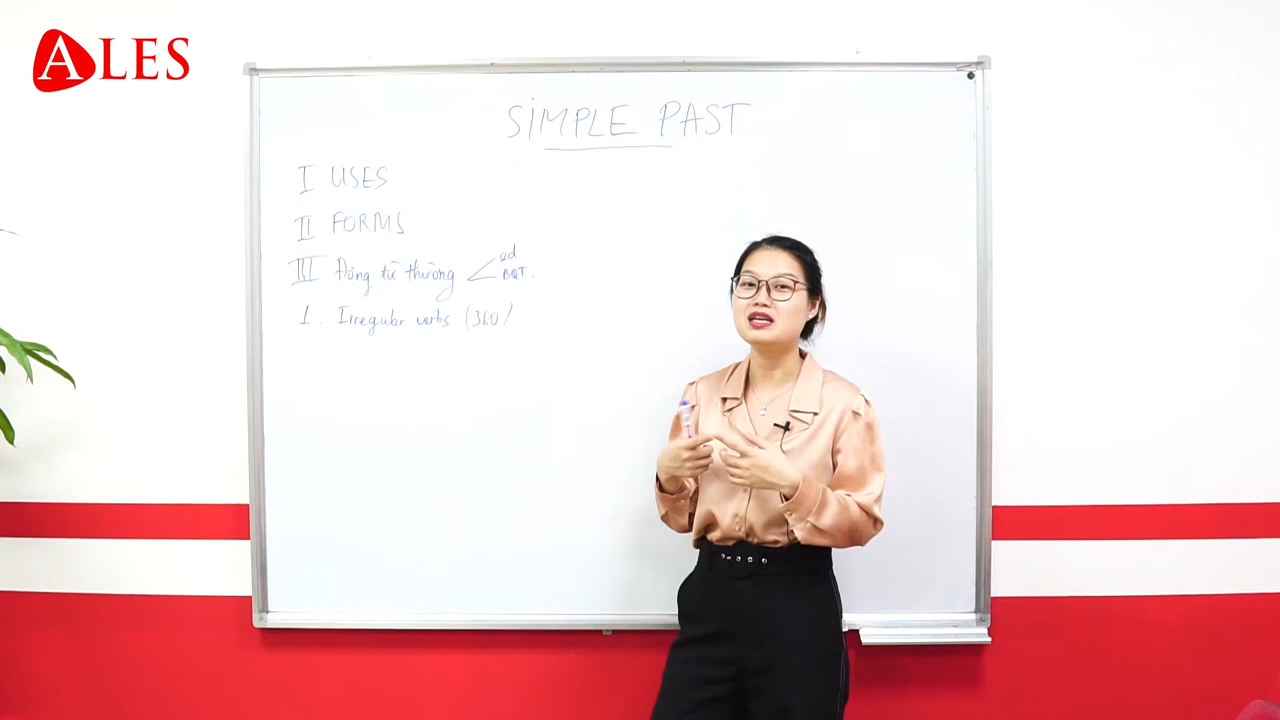 ALES
SIMPLE PAST
I USES
II FORMS
III Động từ thường < ed
BQT.
1. Irregular verbs (360)